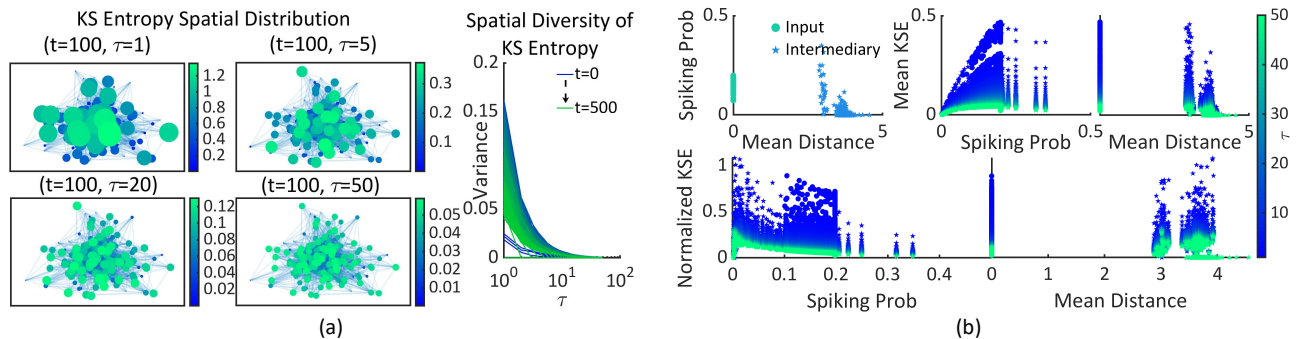 KS Entropy Spatial Distribution
(t=100, τ=1)
(t=100, τ=5)
1.2
1.0
0.8
0.6
0.4
0.2
0.3
0.2
0.1
(t=100, τ=20)
(t=100, τ=50)
0.12
0.10
0.08
0.06
0.04
0.02
0.05
0.04
0.03
0.02
0.01
Spatial Diversity of
KS Entropy
0.2
0.15
0.05
0
Variance
t=0
t=500
10⁰
10¹
10²
τ
(a)
0.5
0
Spiking Prob
Input
Intermediary
0
5
Mean Distance
0.5
0
Mean KSE
0
0.5
Spiking Prob
0
5
Mean Distance
1
0.5
0
Normalized KSE
0
0.1
0.2
0.3
0.4
Spiking Prob
0
1
2
3
4
Mean Distance
50
40
30
20
10
τ
(b)